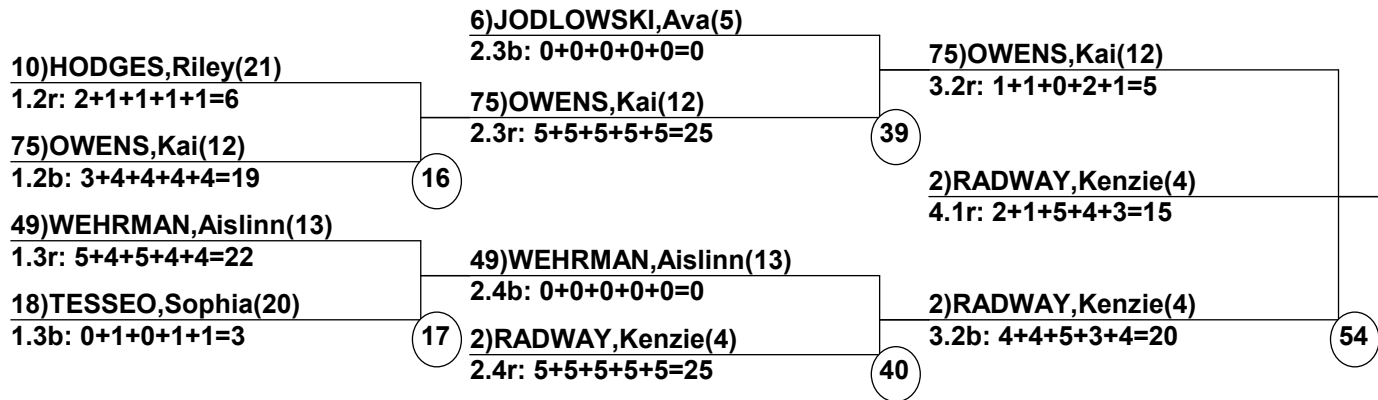 10)HODGES,Riley(21)
1.2r: 2+1+1+1+1=6
75)OWENS,Kai(12)
1.2b: 3+4+4+4+4=19
16
49)WEHRMAN,Aislinn(13)
1.3r: 5+4+5+4+4=22
18)TESSEO,Sophia(20)
1.3b: 0+1+0+1+1=3
17
6)JODLOWSKI,Ava(5)
2.3b: 0+0+0+0+0=0
75)OWENS,Kai(12)
2.3r: 5+5+5+5+5=25
39
49)WEHRMAN,Aislinn(13)
2.4b: 0+0+0+0+0=0
2)RADWAY,Kenzie(4)
2.4r: 5+5+5+5+5=25
40
75)OWENS,Kai(12)
3.2r: 1+1+0+2+1=5
2)RADWAY,Kenzie(4)
4.1r: 2+1+5+4+3=15
2)RADWAY,Kenzie(4)
3.2b: 4+4+5+3+4=20
54